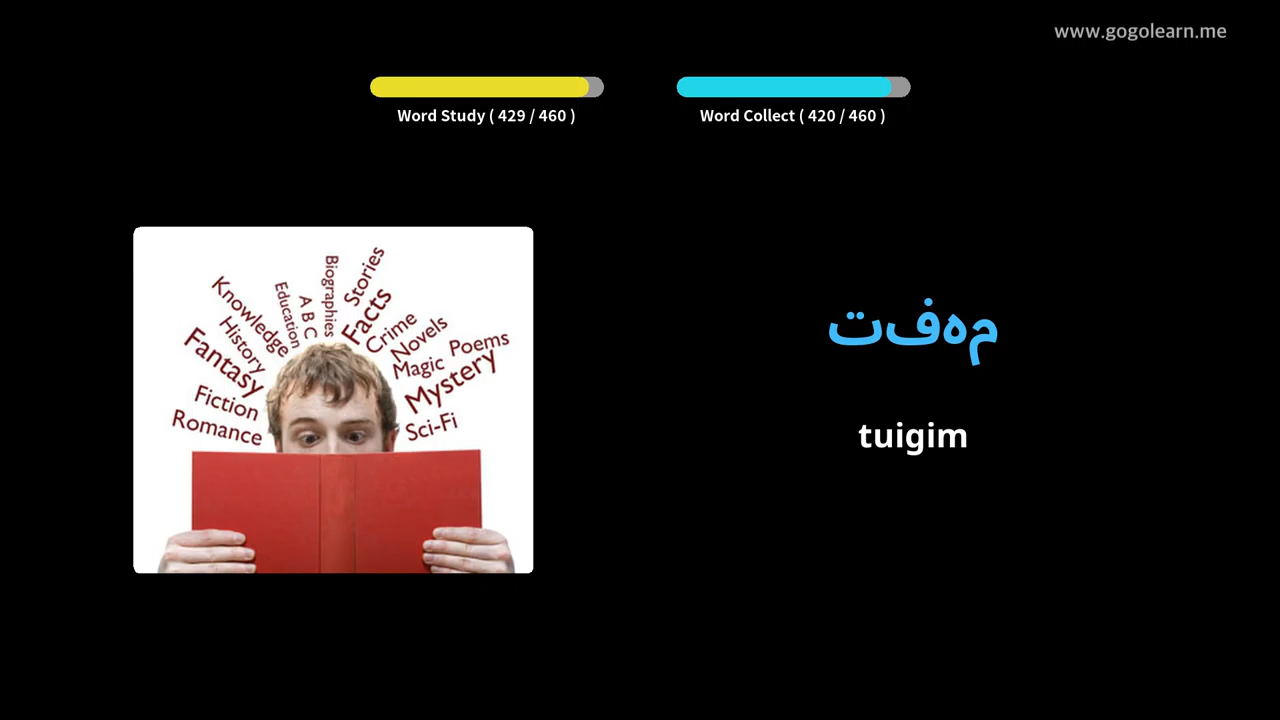 www.gogolearn.me
Word Study ( 429 / 460 )
Word Collect ( 420 / 460 )
Biographies
Stories
Knowledge
Education
A B C
Facts
History
Crime
Novels
Fantasy
Magic
Poems
Mystery
Fiction
Romance
Sci-Fi
مهفت
tuigim